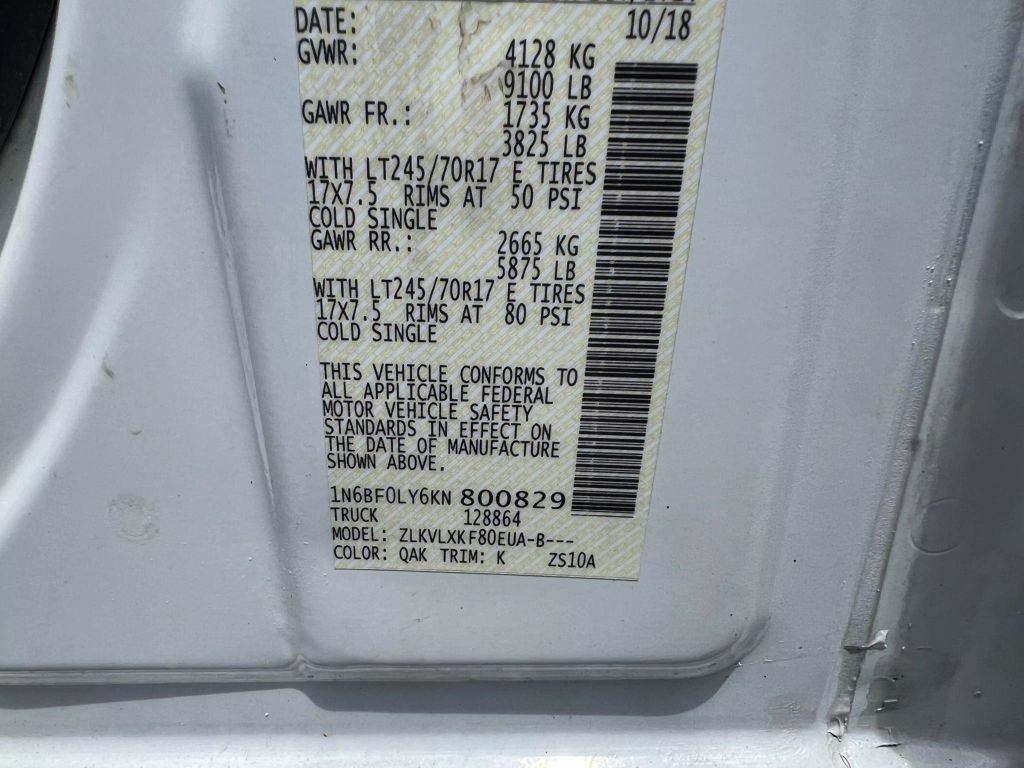 DATE: 10/18
GVWR: 4128 KG
9100 LB
GAWR FR.: 1735 KG
3825 LB
WITH LT245/70R17 E TIRES
17X7.5 RIMS AT 50 PSI
COLD SINGLE
GAWR RR.: 2665 KG
5875 LB
WITH LT245/70R17 E TIRES
17X7.5 RIMS AT 80 PSI
COLD SINGLE
THIS VEHICLE CONFORMS TO
ALL APPLICABLE FEDERAL
MOTOR VEHICLE SAFETY
STANDARDS IN EFFECT ON
THE DATE OF MANUFACTURE
SHOWN ABOVE.
1N6BF0LY6KN 800829
TRUCK 128864
MODEL: ZLKVLXKF80EUA-B---
COLOR: QAK TRIM: K ZS10A